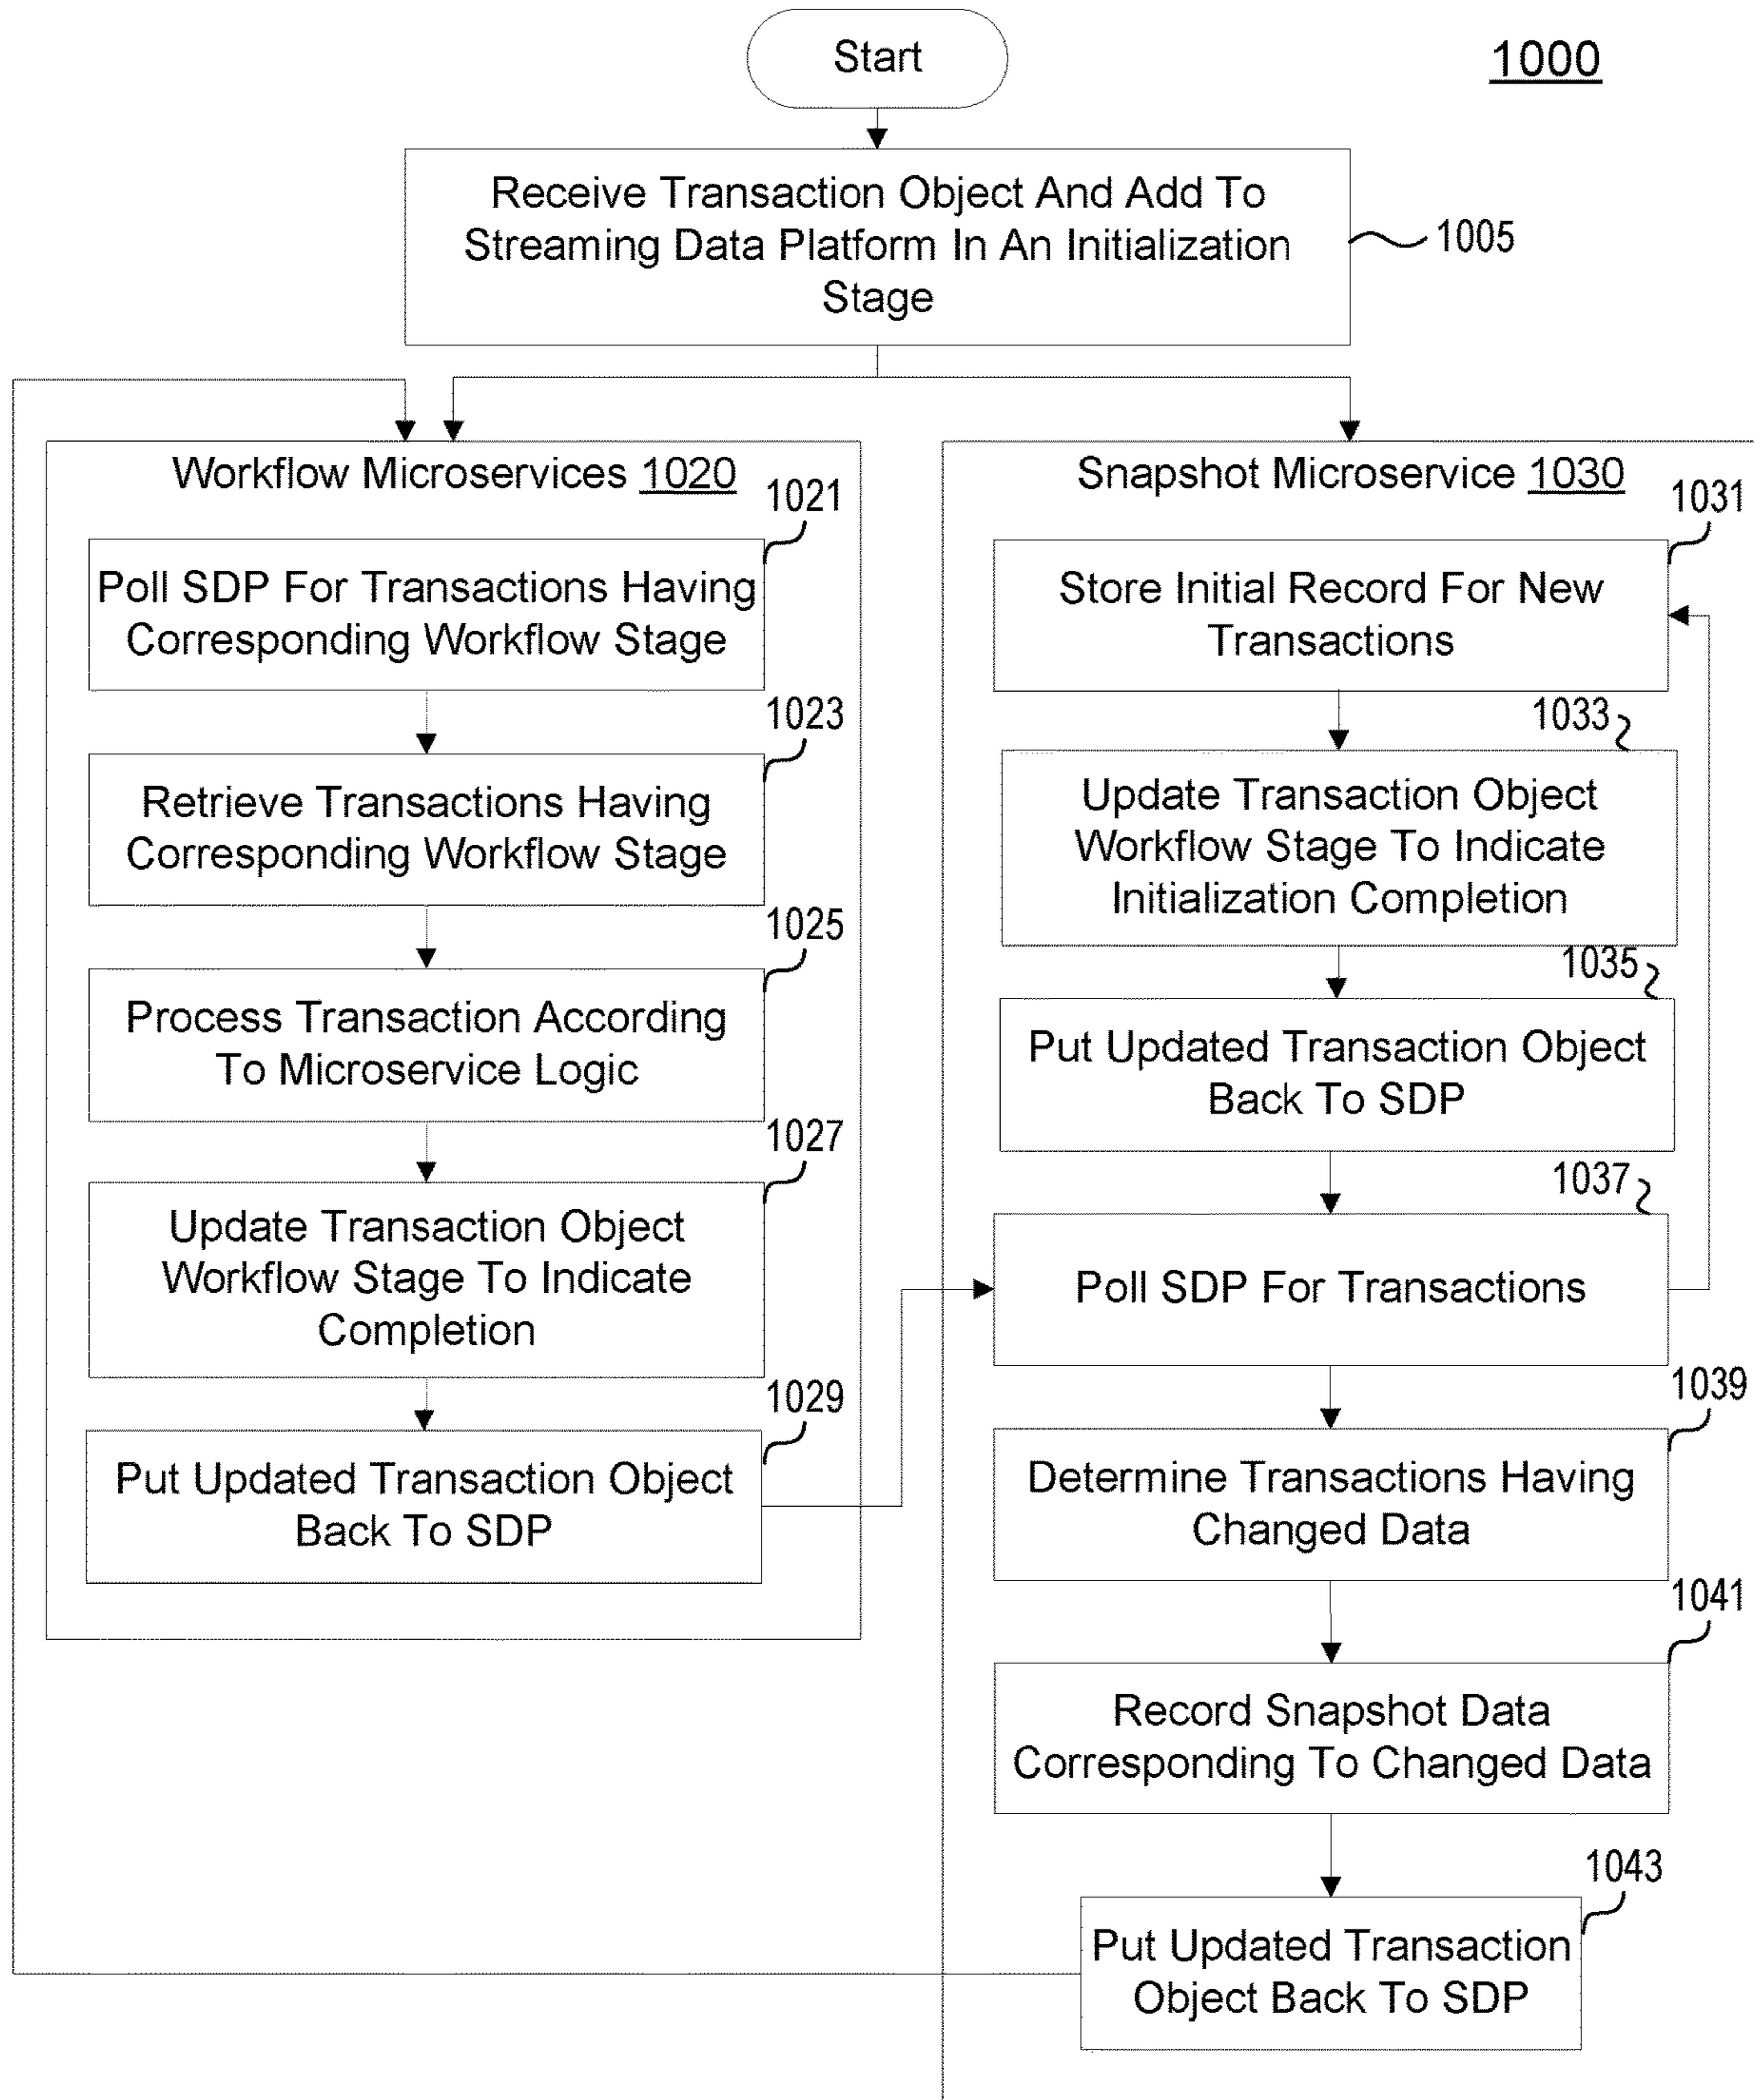 Start
1000
Receive Transaction Object And Add To
Streaming Data Platform In An Initialization
Stage
1005
Workflow Microservices 1020
1021
Poll SDP For Transactions Having
Corresponding Workflow Stage
1023
Retrieve Transactions Having
Corresponding Workflow Stage
1025
Process Transaction According
To Microservice Logic
1027
Update Transaction Object
Workflow Stage To Indicate
Completion
1029
Put Updated Transaction Object
Back To SDP
Snapshot Microservice 1030
1031
Store Initial Record For New
Transactions
1033
Update Transaction Object
Workflow Stage To Indicate
Initialization Completion
1035
Put Updated Transaction Object
Back To SDP
1037
Poll SDP For Transactions
1039
Determine Transactions Having
Changed Data
1041
Record Snapshot Data
Corresponding To Changed Data
1043
Put Updated Transaction
Object Back To SDP